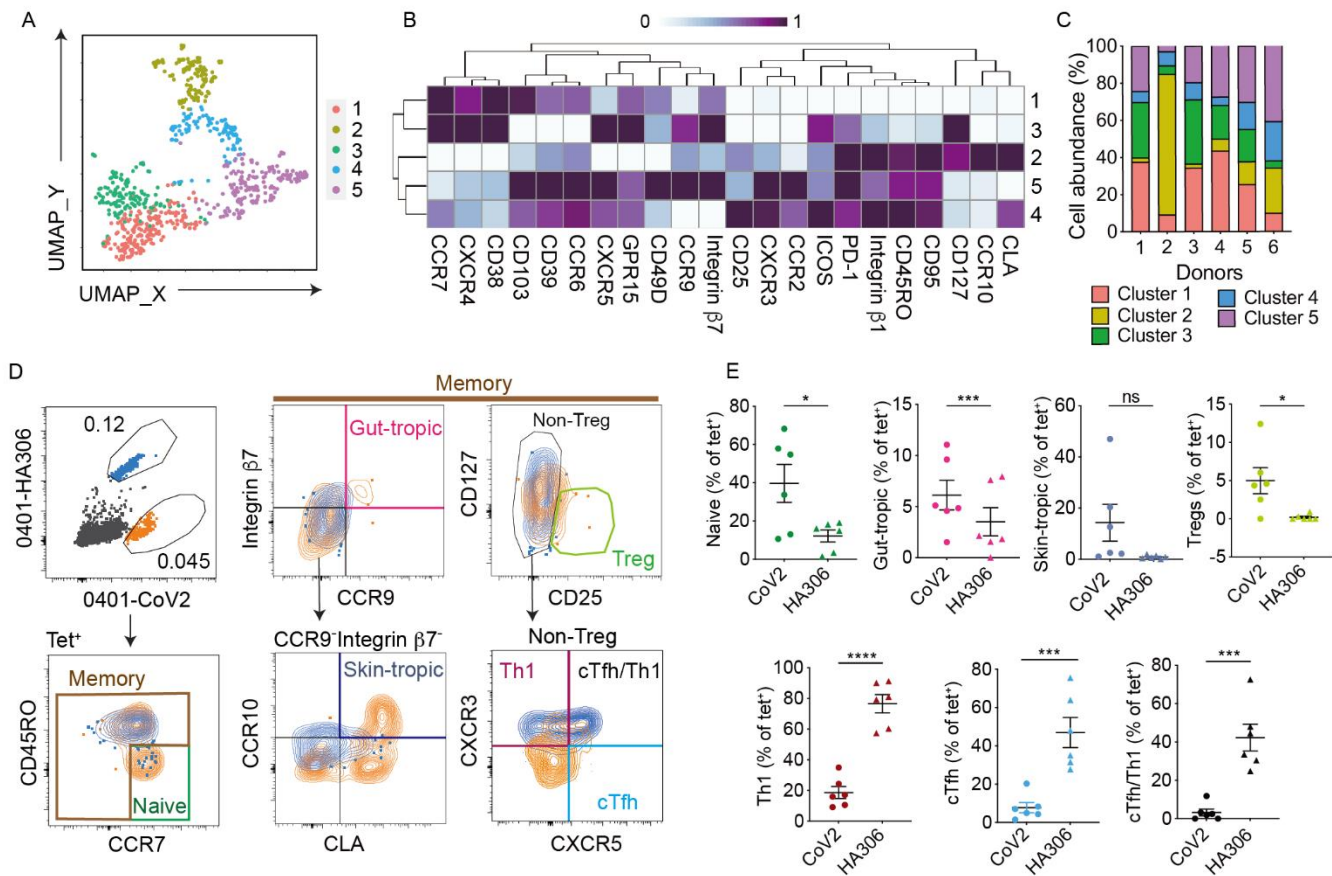 A
UMAP_Y
UMAP_X
1
2
3
4
5
B
0
1
1
3
2
5
4
CCR7
CXCR4
CD38
CD103
CD39
CCR6
CXCR5
GPR15
CD49D
CCR9
Integrin β7
CD25
CXCR3
CCR2
ICOS
PD-1
Integrin β1
CD45RO
CD95
CD127
CCR10
CLA
C
Cell abundance (%)
100
80
60
40
20
0
1 2 3 4 5 6
Donors
Cluster 1
Cluster 2
Cluster 3
Cluster 4
Cluster 5
D
0401-HA306
0.12
0.045
0401-CoV2
Memory
Integrin β7
Gut-tropic
CCR9
CD127
Non-Treg
Treg
CD25
Tet⁺
CD45RO
Memory
Naive
CCR7
CCR9⁻Integrin β7⁻
CCR10
Skin-tropic
CLA
Non-Treg
CXCR3
Th1
cTfh/Th1
cTfh
CXCR5
E
Naive (% of tet⁺)
80
60
40
20
0
*
CoV2
HA306
Gut-tropic (% of tet⁺)
15
10
5
0
***
CoV2
HA306
Skin-tropic (% of tet⁺)
60
40
20
0
ns
CoV2
HA306
Tregs (% of tet⁺)
15
10
5
0
−5
*
CoV2
HA306
Th1 (% of tet⁺)
100
80
60
40
20
0
****
CoV2
HA306
cTfh (% of tet⁺)
80
60
40
20
0
***
CoV2
HA306
cTfh/Th1 (% of tet⁺)
80
60
40
20
0
***
CoV2
HA306